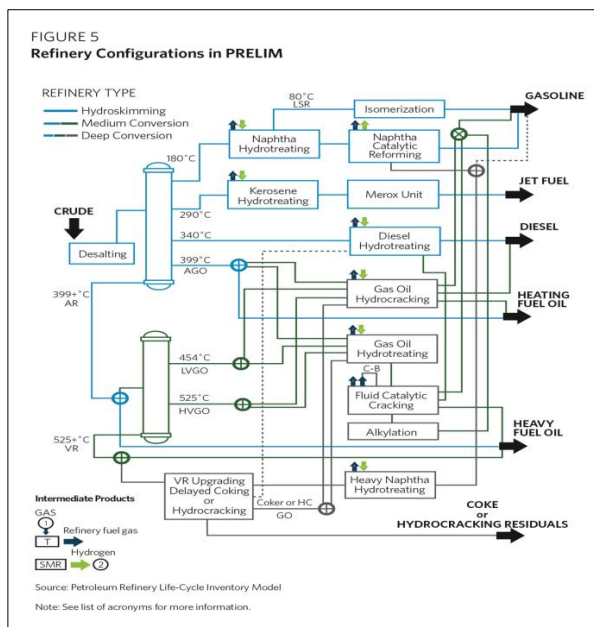 FIGURE 5
Refinery Configurations in PRELIM
REFINERY TYPE
Hydroskimming
Medium Conversion
Deep Conversion
80°C
LSR
Isomerization
GASOLINE
Naphtha
Hydrotreating
Naphtha
Catalytic
Reforming
180°C
Kerosene
Hydrotreating
Merox Unit
JET FUEL
290°C
CRUDE
Desalting
340°C
Diesel
Hydrotreating
DIESEL
399°C
AGO
399+°C
AR
Gas Oil
Hydrocracking
HEATING
FUEL OIL
454°C
LVGO
Gas Oil
Hydrotreating
C-B
525°C
HVGO
Fluid Catalytic
Cracking
Alkylation
525+°C
VR
HEAVY
FUEL OIL
VR Upgrading
Delayed Coking
or
Hydrocracking
Coker or HC
GO
Heavy Naphtha
Hydrotreating
COKE
or
HYDROCRACKING RESIDUALS
Intermediate Products
GAS
1
Refinery fuel gas
T
Hydrogen
SMR
2
Source: Petroleum Refinery Life-Cycle Inventory Model
Note: See list of acronyms for more information.